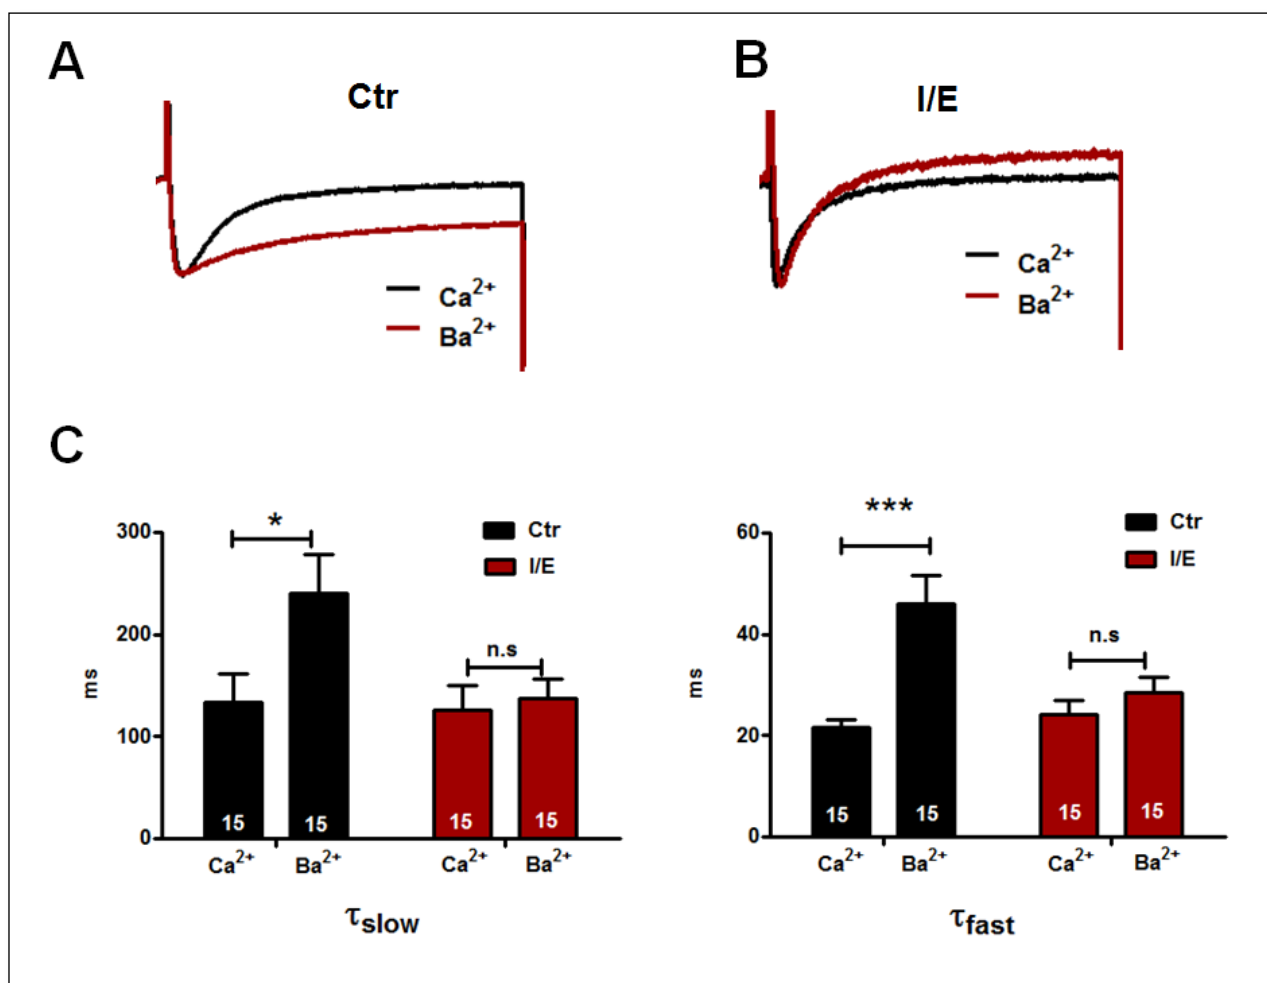 A
B
Ctr
I/E
Ca²⁺
Ba²⁺
Ca²⁺
Ba²⁺
C
300
200
100
0
ms
*
n.s
Ctr
I/E
15
15
15
15
Ca²⁺ Ba²⁺ Ca²⁺ Ba²⁺
τslow
60
40
20
0
ms
***
n.s
Ctr
I/E
15
15
15
15
Ca²⁺ Ba²⁺ Ca²⁺ Ba²⁺
τfast